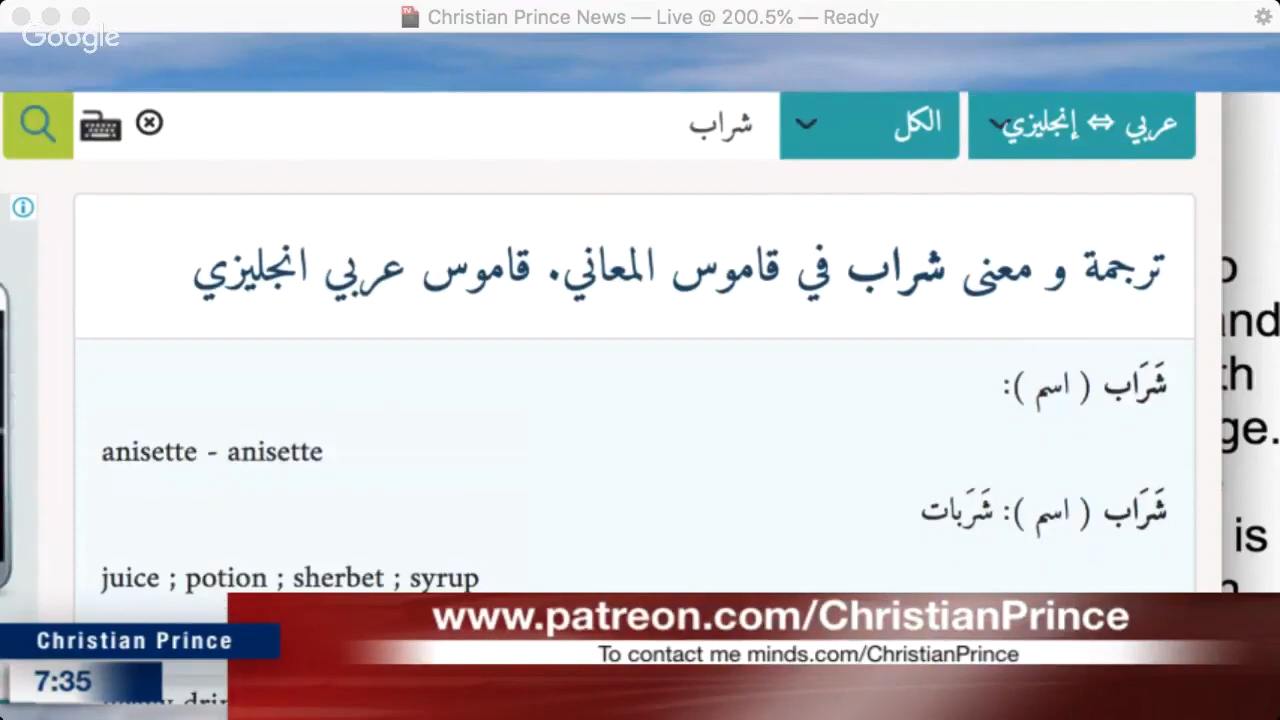 Christian Prince News — Live @ 200.5% — Ready
Google
عربي ⇔ إنجليزي
الكل
شراب
ترجمة و معنى شراب في قاموس المعاني. قاموس عربي انجليزي
شَرَاب ( اسم ):
anisette - anisette
شَرَاب ( اسم ): شَرَبات
juice ; potion ; sherbet ; syrup
ge.
is
www.patreon.com/ChristianPrince
To contact me minds.com/ChristianPrince
Christian Prince
7:35